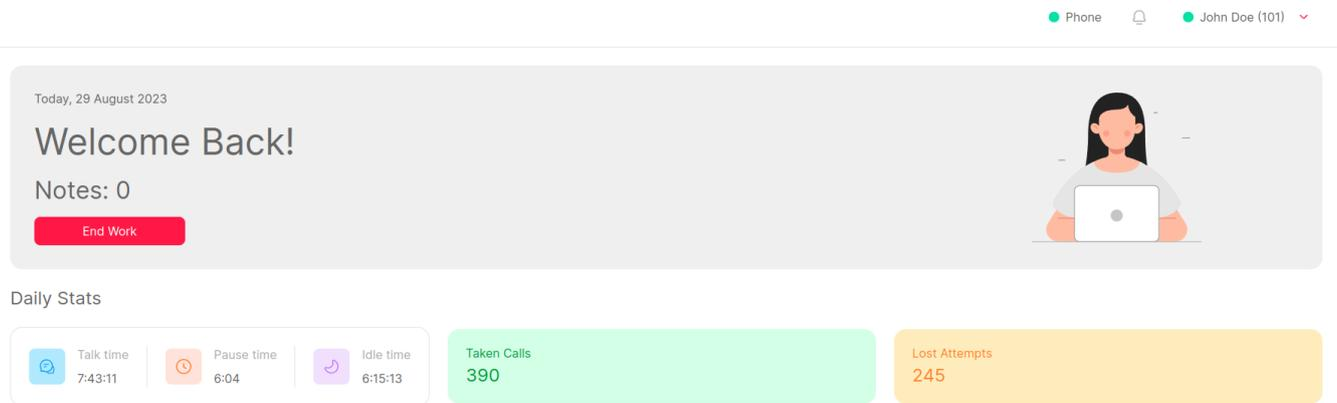 Phone
John Doe (101)
Today, 29 August 2023
Welcome Back!
Notes: 0
End Work
Daily Stats
Talk time
7:43:11
Pause time
6:04
Idle time
6:15:13
Taken Calls
390
Lost Attempts
245